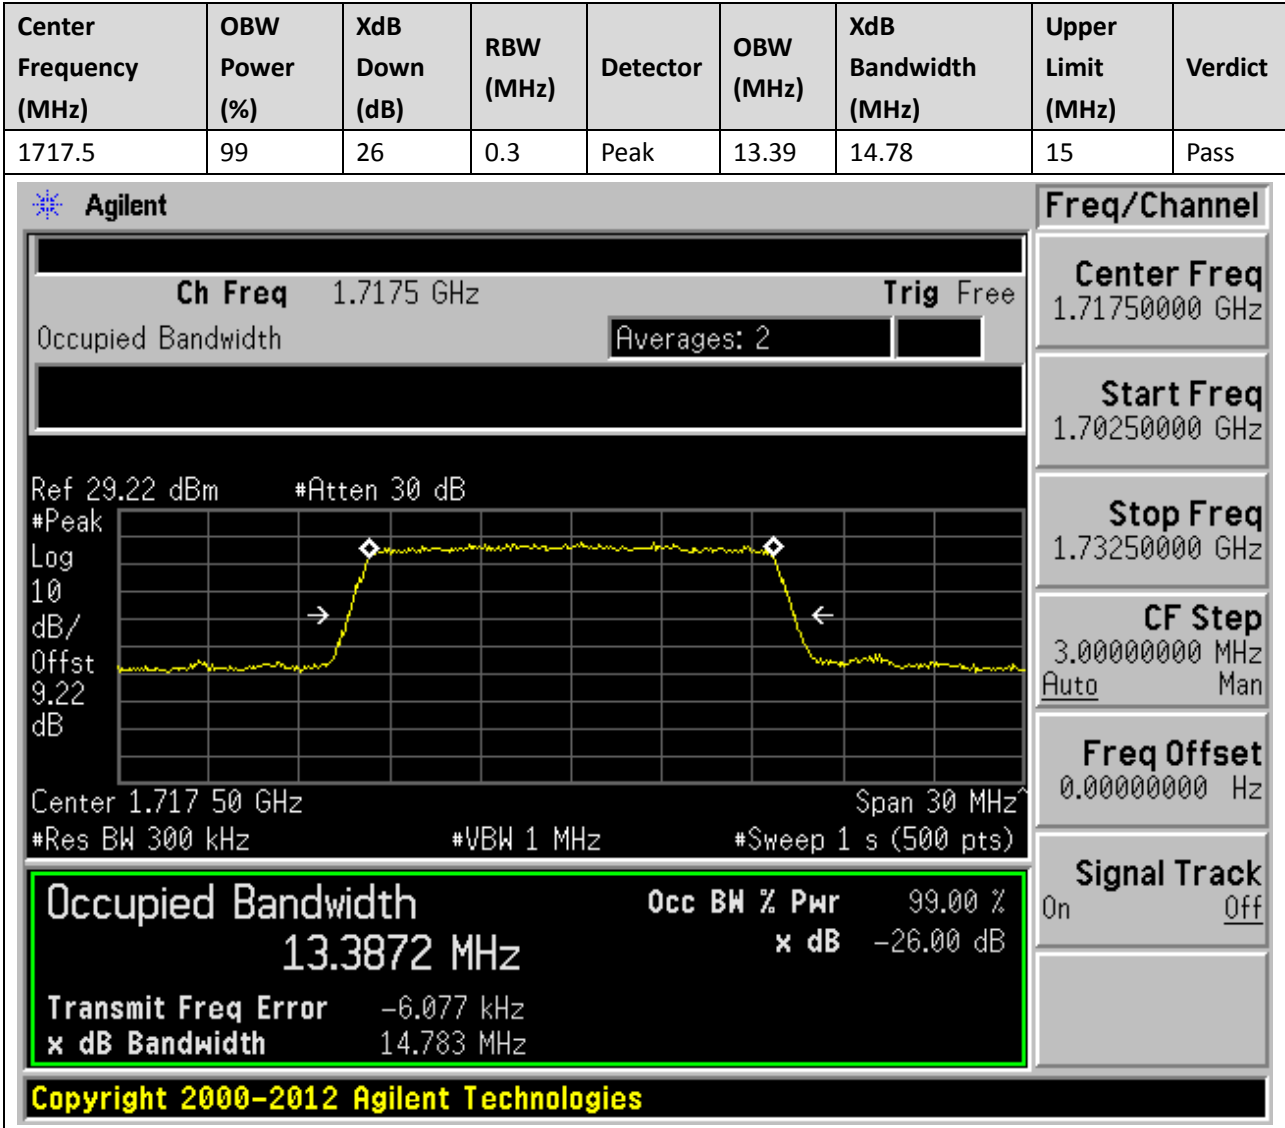 Center Frequency (MHz) OBW Power (%) XdB Down (dB) RBW (MHz) Detector OBW (MHz) XdB Bandwidth (MHz) Upper Limit (MHz) Verdict
1717.5 99 26 0.3 Peak 13.39 14.78 15 Pass
Agilent
Freq/Channel
Ch Freq 1.7175 GHz Trig Free
Occupied Bandwidth Averages: 2
Center Freq
1.71750000 GHz
Start Freq
1.70250000 GHz
Stop Freq
1.73250000 GHz
CF Step
3.00000000 MHz
Auto Man
Freq Offset
0.00000000 Hz
Signal Track
On Off
Ref 29.22 dBm #Atten 30 dB
#Peak
Log
10
dB/
Offst
9.22
dB
Center 1.717 50 GHz Span 30 MHz^
#Res BW 300 kHz #VBW 1 MHz #Sweep 1 s (500 pts)
Occupied Bandwidth Occ BW % Pwr 99.00 %
13.3872 MHz x dB -26.00 dB
Transmit Freq Error -6.077 kHz
x dB Bandwidth 14.783 MHz
Copyright 2000-2012 Agilent Technologies